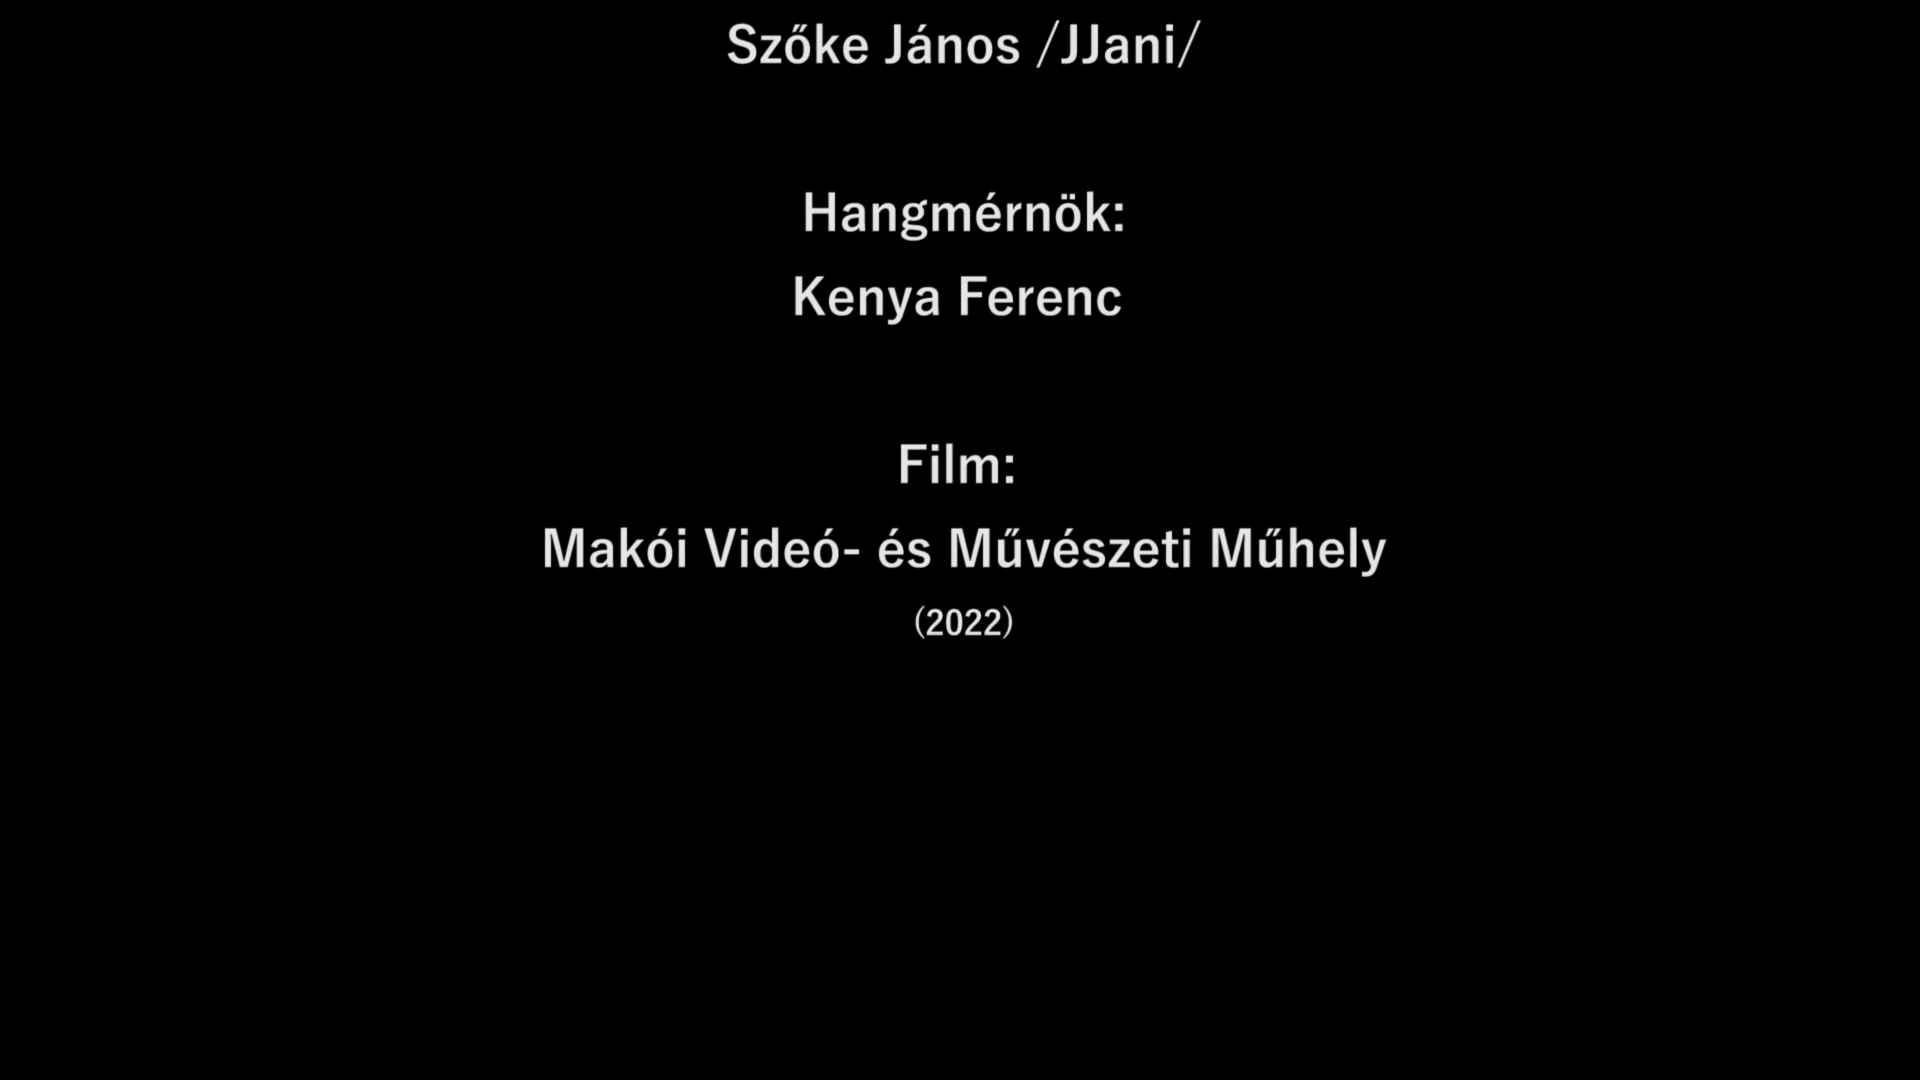 Szőke János /JJani/
Hangmérnök:
Kenya Ferenc
Film:
Makói Videó- és Művészeti Műhely
(2022)